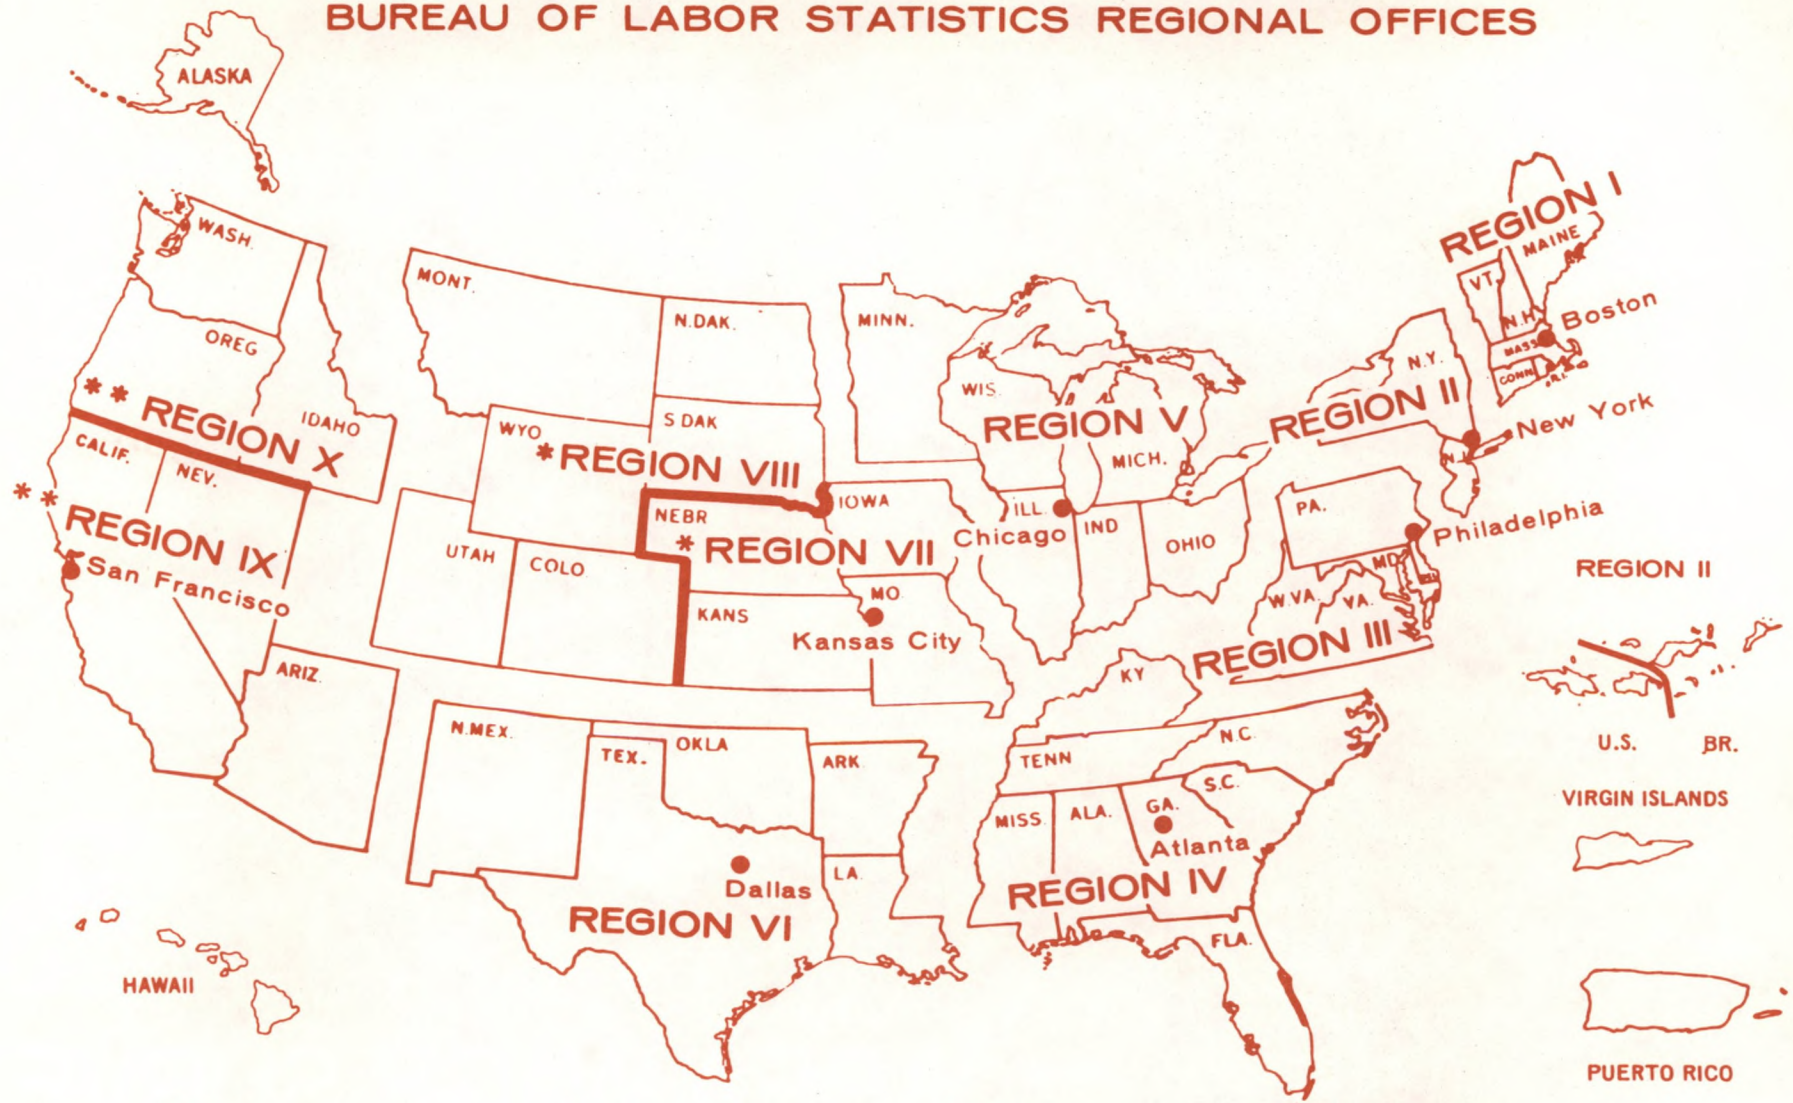 BUREAU OF LABOR STATISTICS REGIONAL OFFICES
ALASKA
REGION I
MAINE
VT.
N.H.
Boston
MASS
CONN.
R.I.
WASH.
OREG
IDAHO
** REGION X
MONT.
N.DAK.
S DAK
WYO
* REGION VIII
MINN.
WIS.
REGION V
MICH.
N.Y.
REGION II
New York
N.J.
CALIF.
NEV.
** REGION IX
San Francisco
UTAH
COLO
NEBR
* REGION VII
IOWA
ILL.
Chicago
IND
OHIO
PA.
Philadelphia
MD.
W.VA.
VA.
REGION III
KANS
MO.
Kansas City
KY
ARIZ.
N.MEX.
TEX.
OKLA
ARK
LA.
Dallas
REGION VI
TENN
N.C.
S.C.
MISS.
ALA.
GA.
Atlanta
REGION IV
FLA.
HAWAII
REGION II
U.S. BR.
VIRGIN ISLANDS
PUERTO RICO